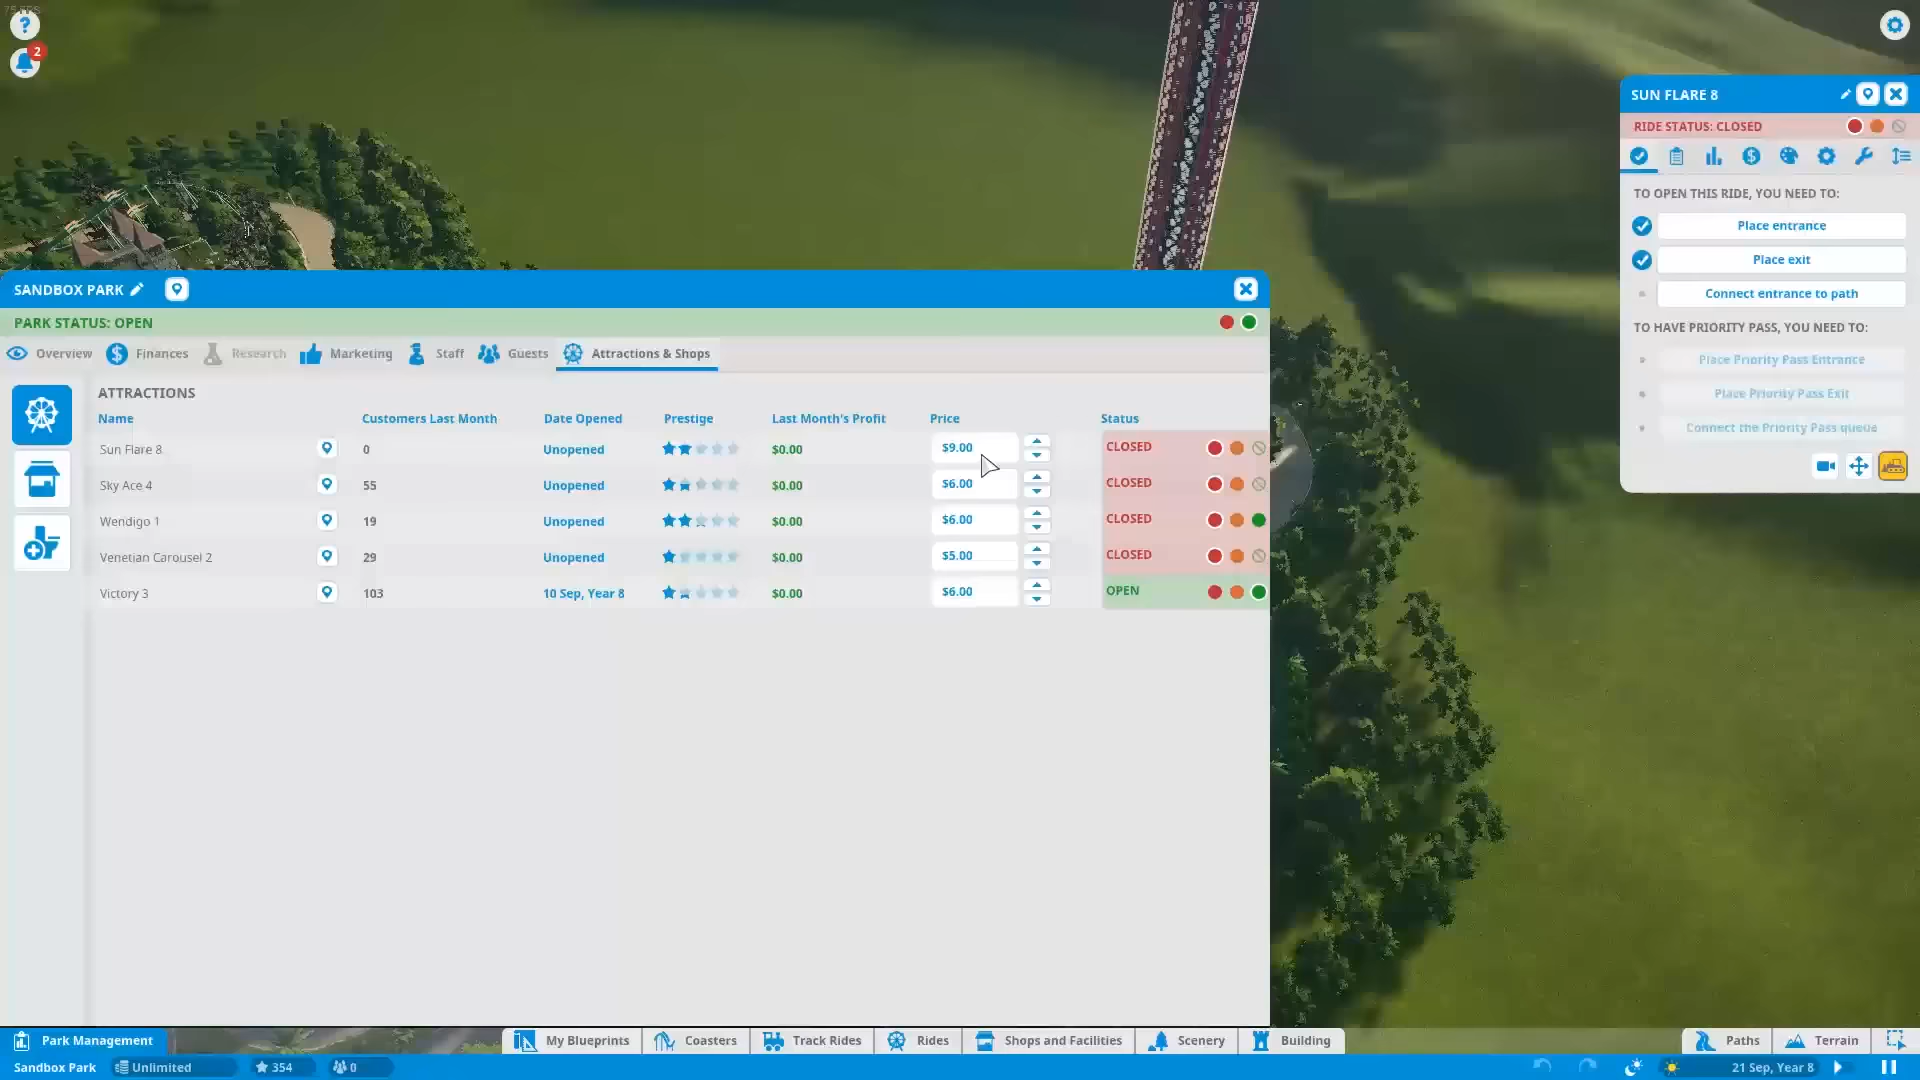 ?
2
SUN FLARE 8
RIDE STATUS: CLOSED
TO OPEN THIS RIDE, YOU NEED TO:
Place entrance
Place exit
Connect entrance to path
TO HAVE PRIORITY PASS, YOU NEED TO:
Place Priority Pass Entrance
Place Priority Pass Exit
Connect the Priority Pass queue
SANDBOX PARK
PARK STATUS: OPEN
Overview Finances Research Marketing Staff Guests Attractions & Shops
ATTRACTIONS
Name Customers Last Month Date Opened Prestige Last Month's Profit Price Status
Sun Flare 8 0 Unopened $0.00 $9.00 CLOSED
Sky Ace 4 55 Unopened $0.00 $6.00 CLOSED
Wendigo 1 19 Unopened $0.00 $6.00 CLOSED
Venetian Carousel 2 29 Unopened $0.00 $5.00 CLOSED
Victory 3 103 10 Sep, Year 8 $0.00 $6.00 OPEN
Park Management My Blueprints Coasters Track Rides Rides Shops and Facilities Scenery Building Paths Terrain
Sandbox Park Unlimited 354 0 21 Sep, Year 8